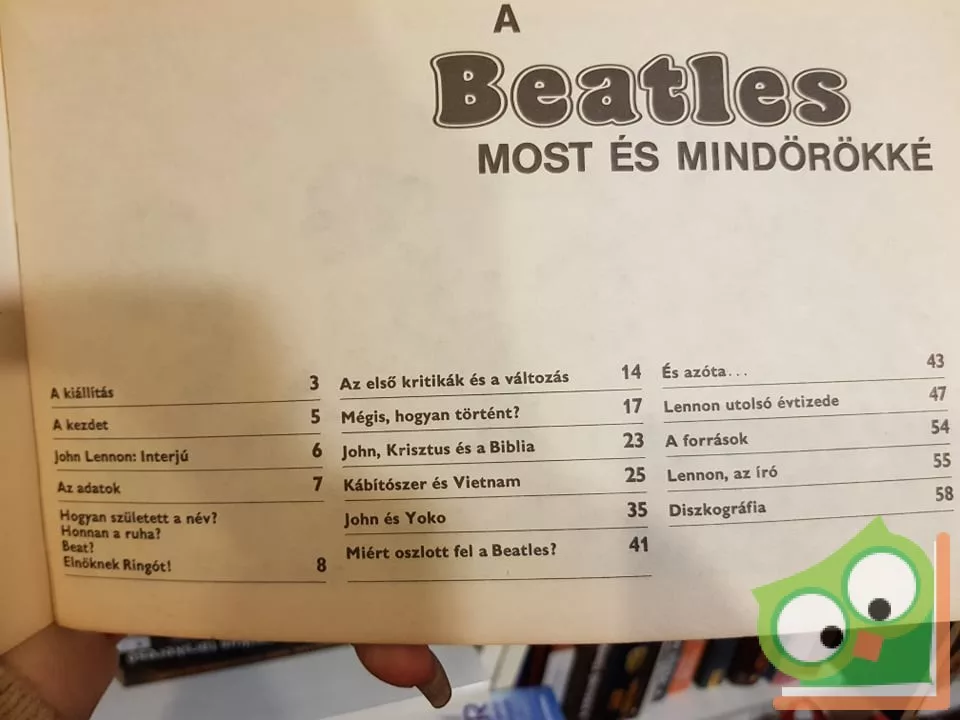 A
Beatles
MOST ÉS MINDÖRÖKKÉ
A kiállítás 3
A kezdet 5
John Lennon: Interjú 6
Az adatok 7
Hogyan született a név?
Honnan a ruha?
Beat?
Elnöknek Ringót! 8
Az első kritikák és a változás 14
Mégis, hogyan történt? 17
John, Krisztus és a Biblia 23
Kábítószer és Vietnam 25
John és Yoko 35
Miért oszlott fel a Beatles? 41
És azóta... 43
Lennon utolsó évtizede 47
A források 54
Lennon, az író 55
Diszkográfia 58